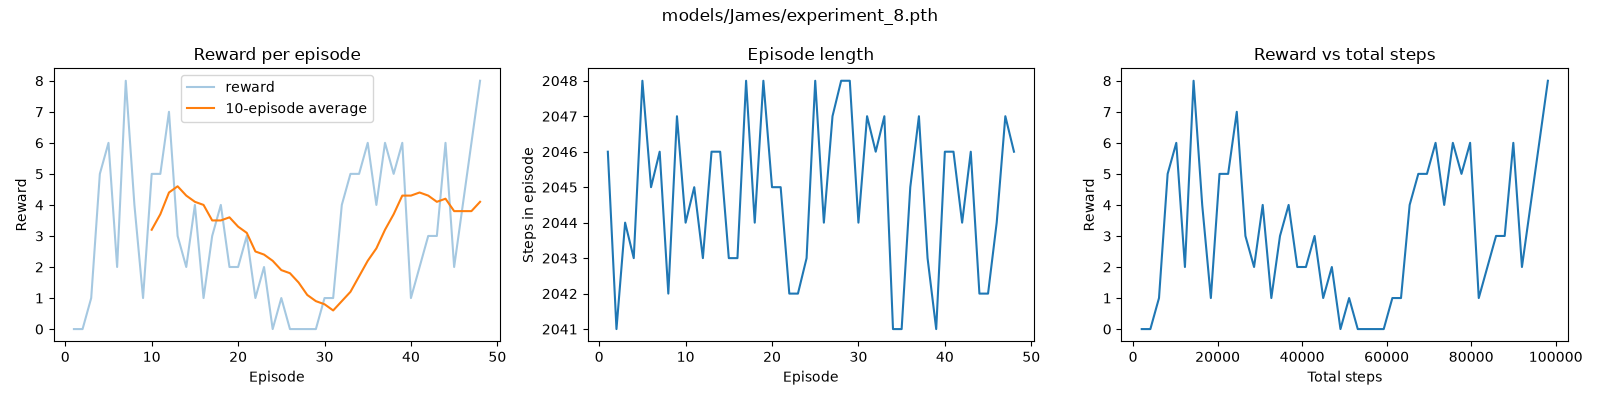 models/James/experiment_8.pth
Reward per episode
reward
10-episode average
Reward
8
7
6
5
4
3
2
1
0
0 10 20 30 40 50
Episode
Episode length
Steps in episode
2048
2047
2046
2045
2044
2043
2042
2041
0 10 20 30 40 50
Episode
Reward vs total steps
Reward
8
7
6
5
4
3
2
1
0
0 20000 40000 60000 80000 100000
Total steps